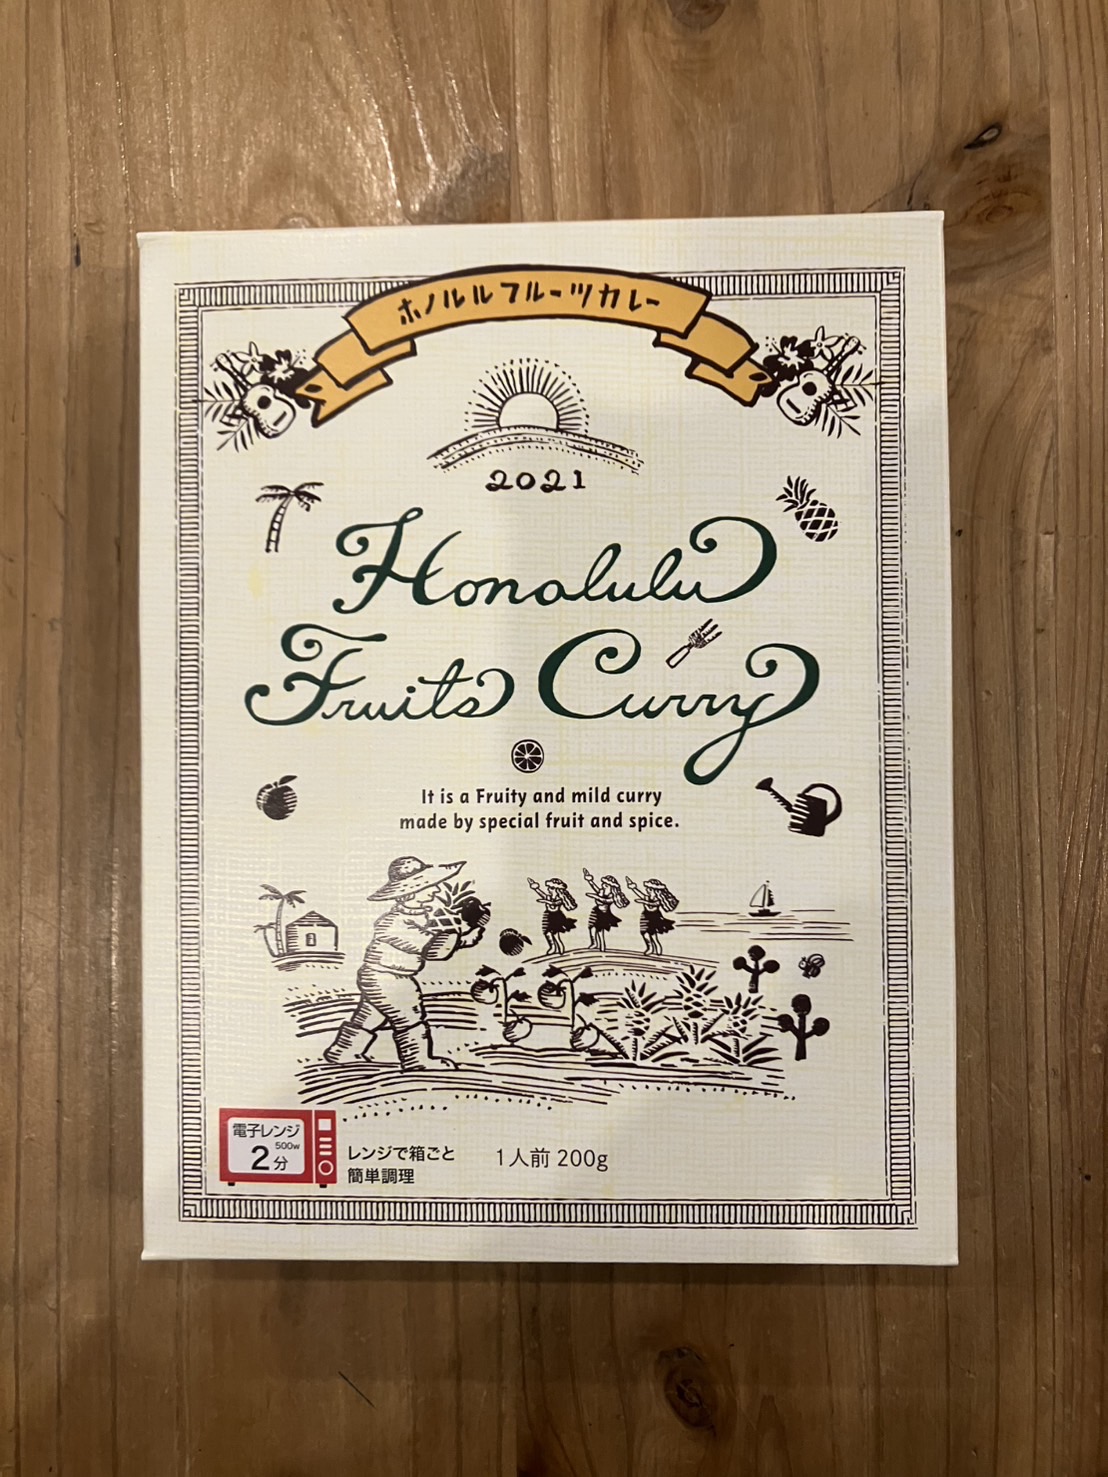 ホノルルフルーツカレー
2021
Honolulu
Fruits Curry
It is a Fruity and mild curry
made by special fruit and spice.
電子レンジ
500w
2分
レンジで箱ごと
簡単調理
1人前 200g